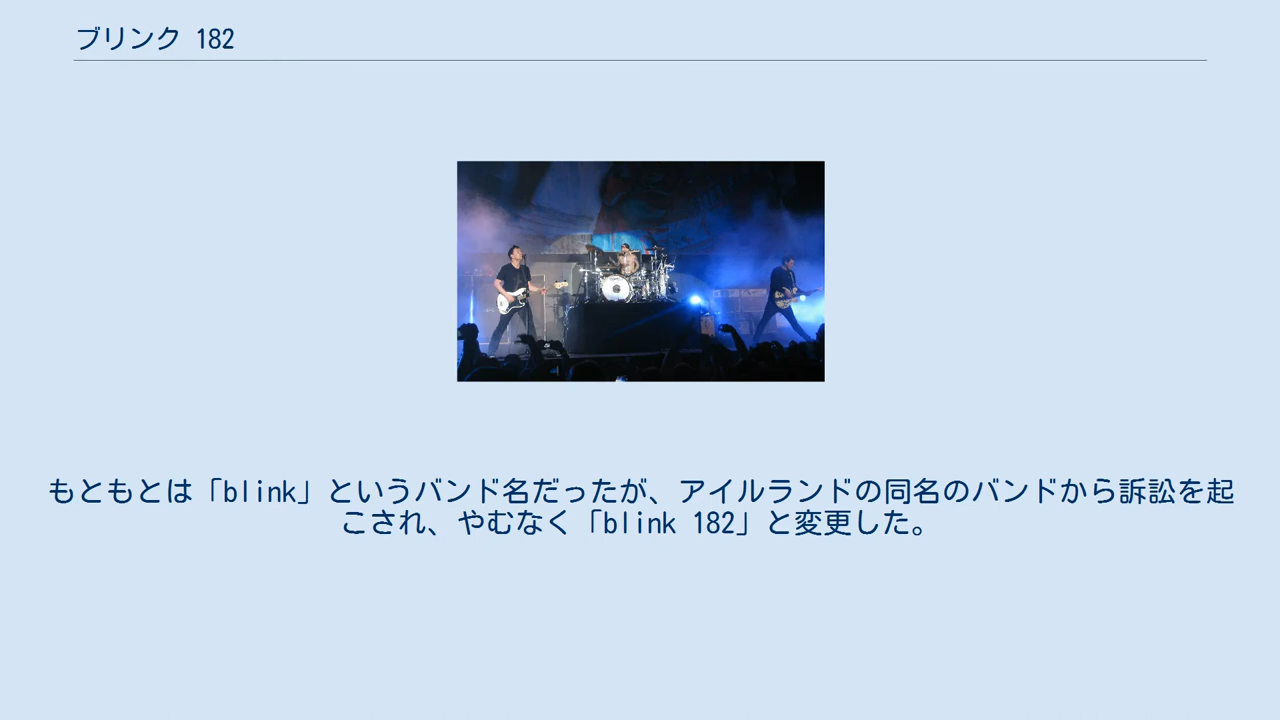 ブリンク 182
もともとは「blink」というバンド名だったが、アイルランドの同名のバンドから訴訟を起
こされ、やむなく「blink 182」と変更した。